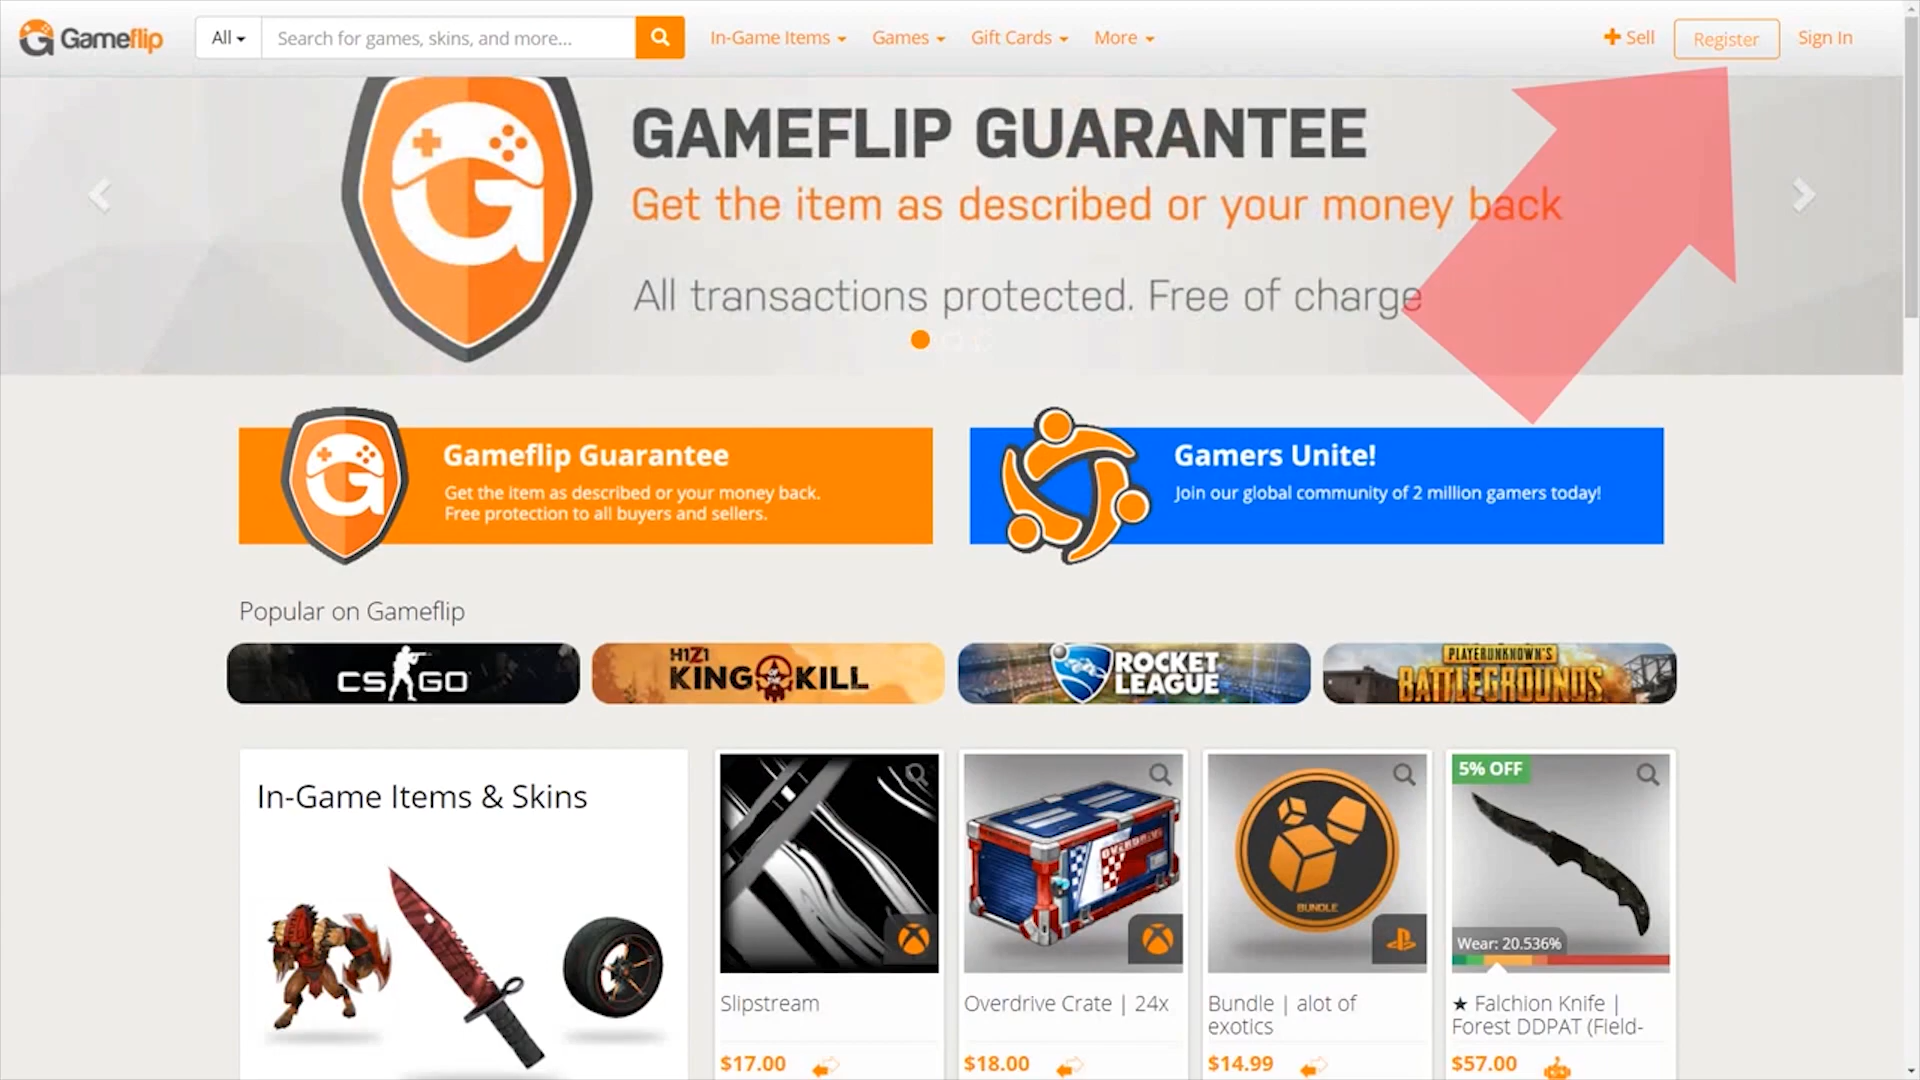 Gameflip
All
Search for games, skins, and more...
In-Game Items
Games
Gift Cards
More
Sell
Register
Sign In
GAMEFLIP GUARANTEE
Get the item as described or your money back
All transactions protected. Free of charge
Gameflip Guarantee
Get the item as described or your money back.
Free protection to all buyers and sellers.
Gamers Unite!
Join our global community of 2 million gamers today!
Popular on Gameflip
CS GO
H1Z1
KING KILL
ROCKET
LEAGUE
PLAYERUNKNOWN'S
BATTLEGROUNDS
In-Game Items & Skins
OVERDRIVE
BUNDLE
5% OFF
Wear: 20.536%
Slipstream
$17.00
Overdrive Crate | 24x
$18.00
Bundle | alot of
exotics
$14.99
★ Falchion Knife |
Forest DDPAT (Field-
$57.00